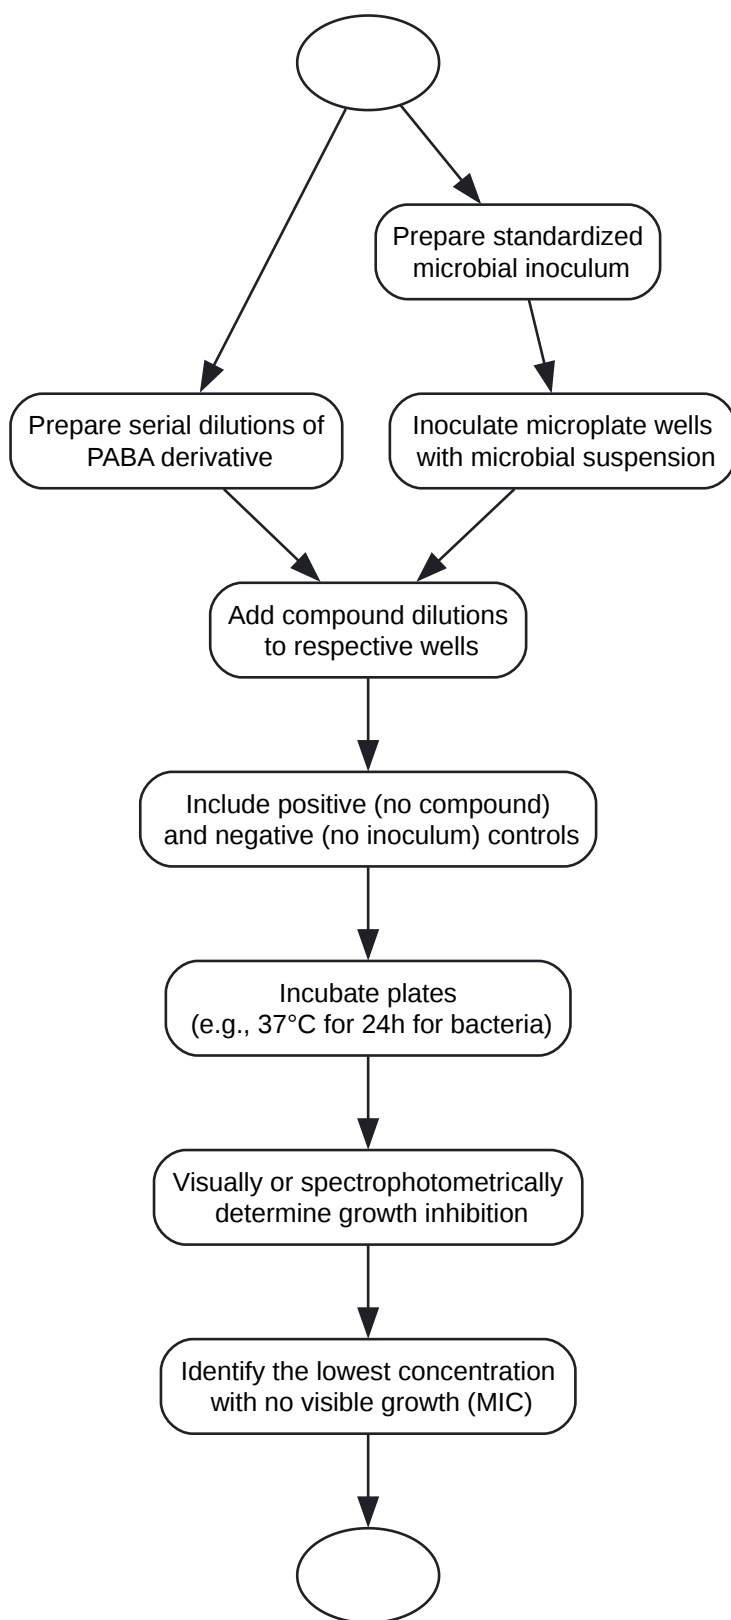 Prepare standardized
microbial inoculum
Prepare serial dilutions of
PABA derivative
Inoculate microplate wells
with microbial suspension
Add compound dilutions
to respective wells
Include positive (no compound)
and negative (no inoculum) controls
Incubate plates
(e.g., 37°C for 24h for bacteria)
Visually or spectrophotometrically
determine growth inhibition
Identify the lowest concentration
with no visible growth (MIC)